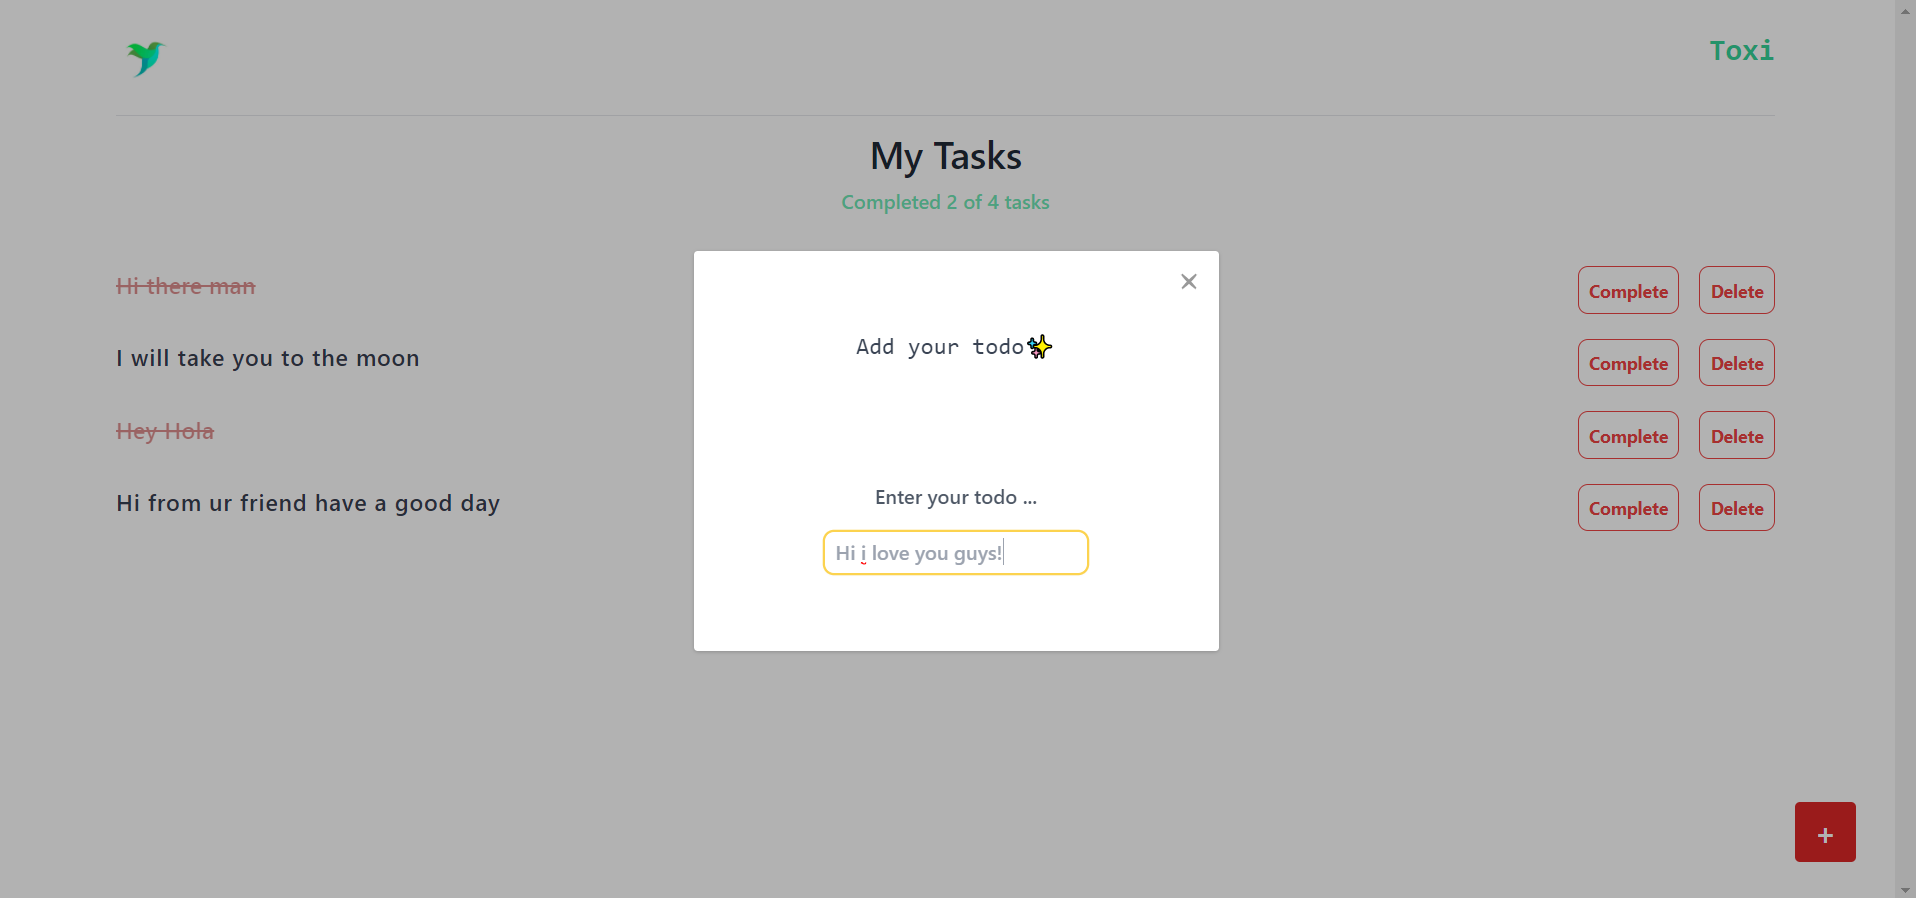 Toxi
My Tasks
Completed 2 of 4 tasks
Hi there man
Complete
Delete
I will take you to the moon
Complete
Delete
Hey Hola
Complete
Delete
Hi from ur friend have a good day
Complete
Delete
Add your todo✨
Enter your todo ...
Hi i love you guys!
+